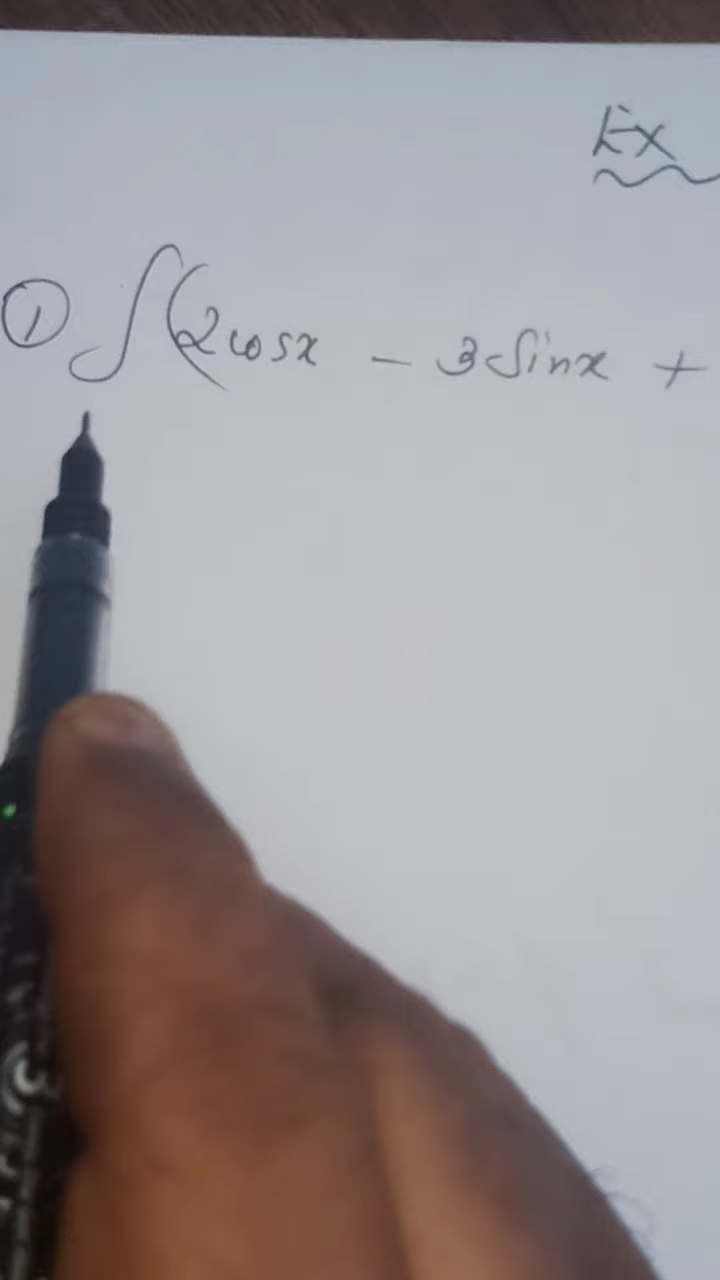 Ex
① ∫(2cosx - 3sinx +